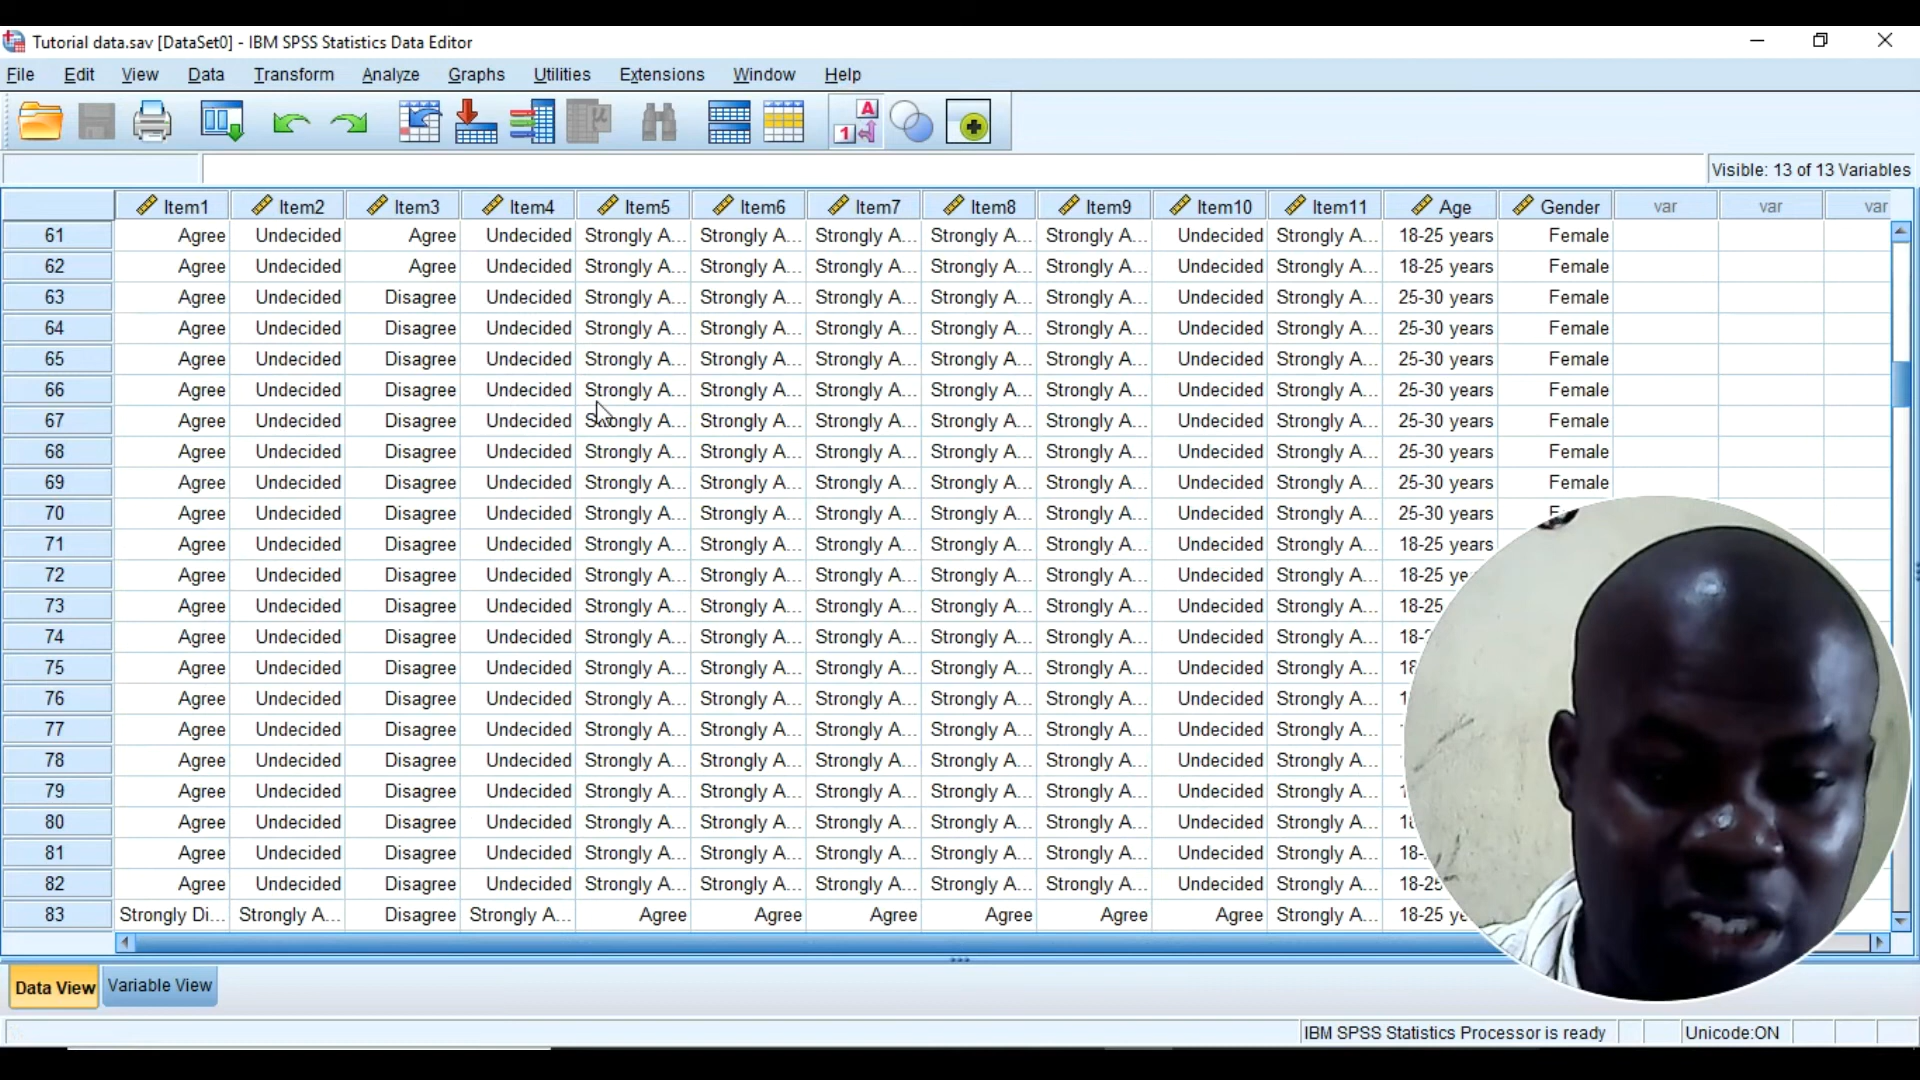 Tutorial data.sav [DataSet0] - IBM SPSS Statistics Data Editor
File Edit View Data Transform Analyze Graphs Utilities Extensions Window Help
Visible: 13 of 13 Variables
Item1 Item2 Item3 Item4 Item5 Item6 Item7 Item8 Item9 Item10 Item11 Age Gender var var var
61 Agree Undecided Agree Undecided Strongly A... Strongly A... Strongly A... Strongly A... Strongly A... Undecided Strongly A... 18-25 years Female
62 Agree Undecided Agree Undecided Strongly A... Strongly A... Strongly A... Strongly A... Strongly A... Undecided Strongly A... 18-25 years Female
63 Agree Undecided Disagree Undecided Strongly A... Strongly A... Strongly A... Strongly A... Strongly A... Undecided Strongly A... 25-30 years Female
64 Agree Undecided Disagree Undecided Strongly A... Strongly A... Strongly A... Strongly A... Strongly A... Undecided Strongly A... 25-30 years Female
65 Agree Undecided Disagree Undecided Strongly A... Strongly A... Strongly A... Strongly A... Strongly A... Undecided Strongly A... 25-30 years Female
66 Agree Undecided Disagree Undecided Strongly A... Strongly A... Strongly A... Strongly A... Strongly A... Undecided Strongly A... 25-30 years Female
67 Agree Undecided Disagree Undecided Strongly A... Strongly A... Strongly A... Strongly A... Strongly A... Undecided Strongly A... 25-30 years Female
68 Agree Undecided Disagree Undecided Strongly A... Strongly A... Strongly A... Strongly A... Strongly A... Undecided Strongly A... 25-30 years Female
69 Agree Undecided Disagree Undecided Strongly A... Strongly A... Strongly A... Strongly A... Strongly A... Undecided Strongly A... 25-30 years Female
70 Agree Undecided Disagree Undecided Strongly A... Strongly A... Strongly A... Strongly A... Strongly A... Undecided Strongly A... 25-30 years
71 Agree Undecided Disagree Undecided Strongly A... Strongly A... Strongly A... Strongly A... Strongly A... Undecided Strongly A... 18-25 years
72 Agree Undecided Disagree Undecided Strongly A... Strongly A... Strongly A... Strongly A... Strongly A... Undecided Strongly A... 18-25
73 Agree Undecided Disagree Undecided Strongly A... Strongly A... Strongly A... Strongly A... Strongly A... Undecided Strongly A... 18-25
74 Agree Undecided Disagree Undecided Strongly A... Strongly A... Strongly A... Strongly A... Strongly A... Undecided Strongly A...
75 Agree Undecided Disagree Undecided Strongly A... Strongly A... Strongly A... Strongly A... Strongly A... Undecided Strongly A...
76 Agree Undecided Disagree Undecided Strongly A... Strongly A... Strongly A... Strongly A... Strongly A... Undecided Strongly A...
77 Agree Undecided Disagree Undecided Strongly A... Strongly A... Strongly A... Strongly A... Strongly A... Undecided Strongly A...
78 Agree Undecided Disagree Undecided Strongly A... Strongly A... Strongly A... Strongly A... Strongly A... Undecided Strongly A...
79 Agree Undecided Disagree Undecided Strongly A... Strongly A... Strongly A... Strongly A... Strongly A... Undecided Strongly A...
80 Agree Undecided Disagree Undecided Strongly A... Strongly A... Strongly A... Strongly A... Strongly A... Undecided Strongly A...
81 Agree Undecided Disagree Undecided Strongly A... Strongly A... Strongly A... Strongly A... Strongly A... Undecided Strongly A...
82 Agree Undecided Disagree Undecided Strongly A... Strongly A... Strongly A... Strongly A... Strongly A... Undecided Strongly A... 18-25
83 Strongly Di... Strongly A... Disagree Strongly A... Agree Agree Agree Agree Agree Agree Strongly A... 18-25
Data View Variable View
IBM SPSS Statistics Processor is ready Unicode:ON